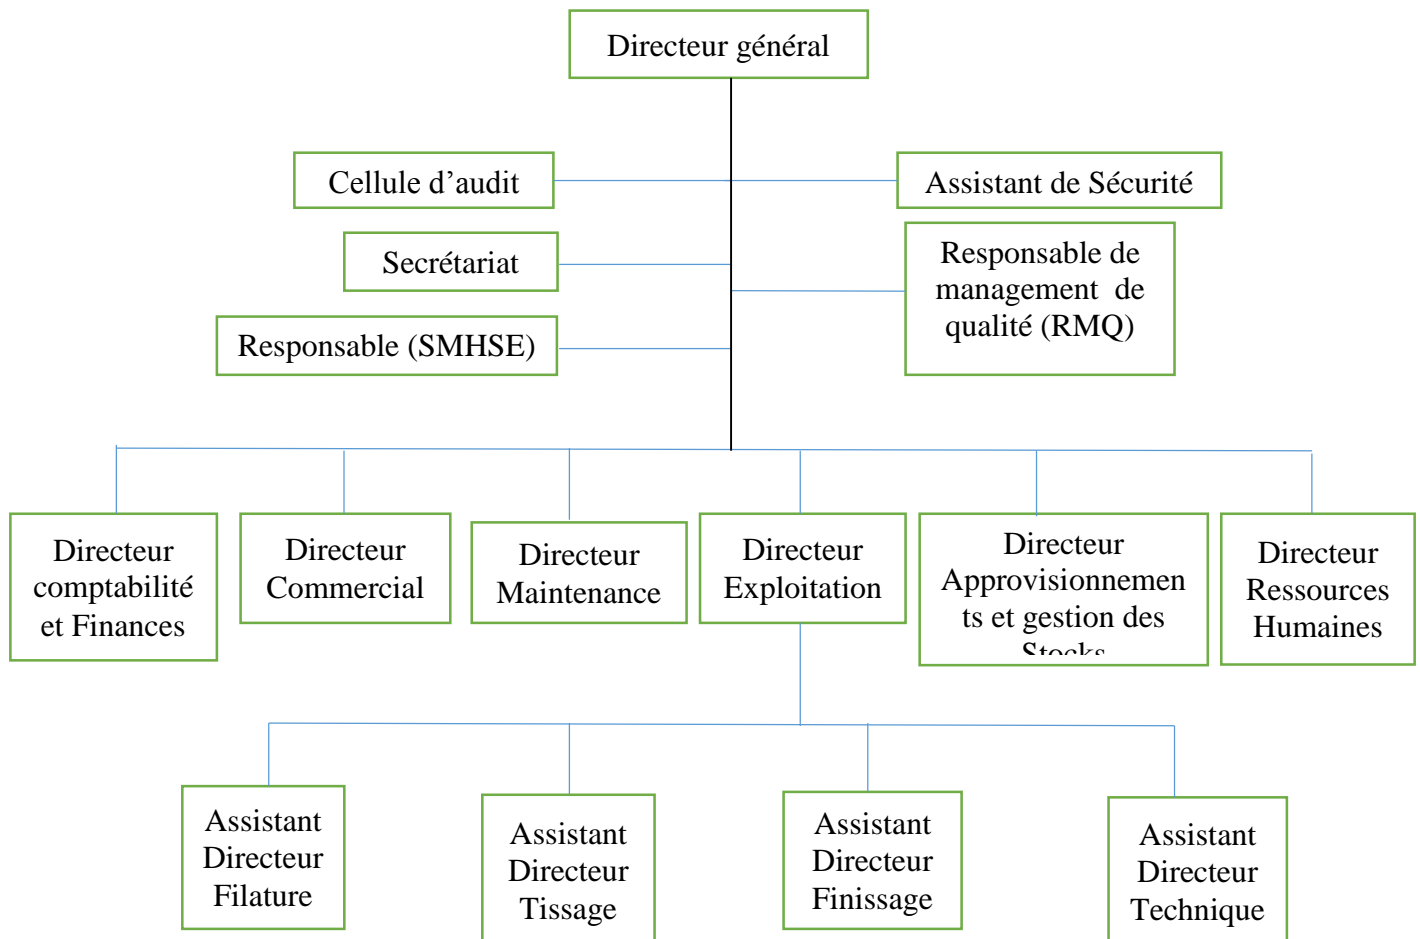 Directeur général
Cellule d'audit
Assistant de Sécurité
Secrétariat
Responsable de
management de
qualité (RMQ)
Responsable (SMHSE)
Directeur
comptabilité
et Finances
Directeur
Commercial
Directeur
Maintenance
Directeur
Exploitation
Directeur
Approvisionnemen
ts et gestion des
Stocks
Directeur
Ressources
Humaines
Assistant
Directeur
Filature
Assistant
Directeur
Tissage
Assistant
Directeur
Finissage
Assistant
Directeur
Technique